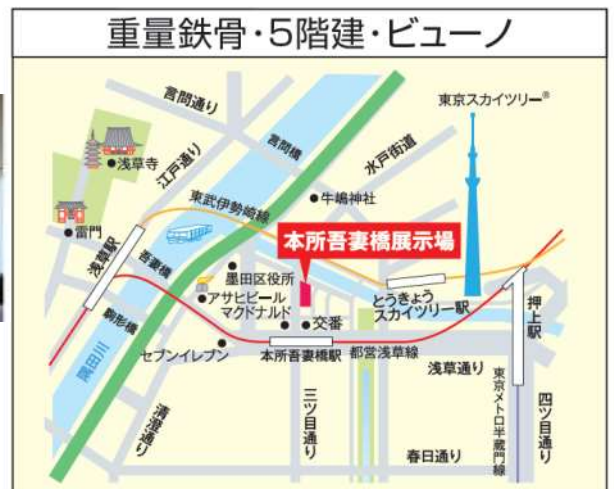 重量鉄骨・5階建・ビューノ
言問通り
東京スカイツリー®
言問橋
水戸街道
浅草寺
江戸通り
牛嶋神社
東武伊勢崎線
雷門
浅草駅
吾妻橋
本所吾妻橋展示場
墨田区役所
アサヒビール
マクドナルド
交番
とうきょう
スカイツリー駅
押上駅
駒形橋
セブンイレブン
本所吾妻橋駅
都営浅草線
浅草通り
隅田川
清澄通り
三ツ目通り
東京メトロ半蔵門線
四ツ目通り
春日通り